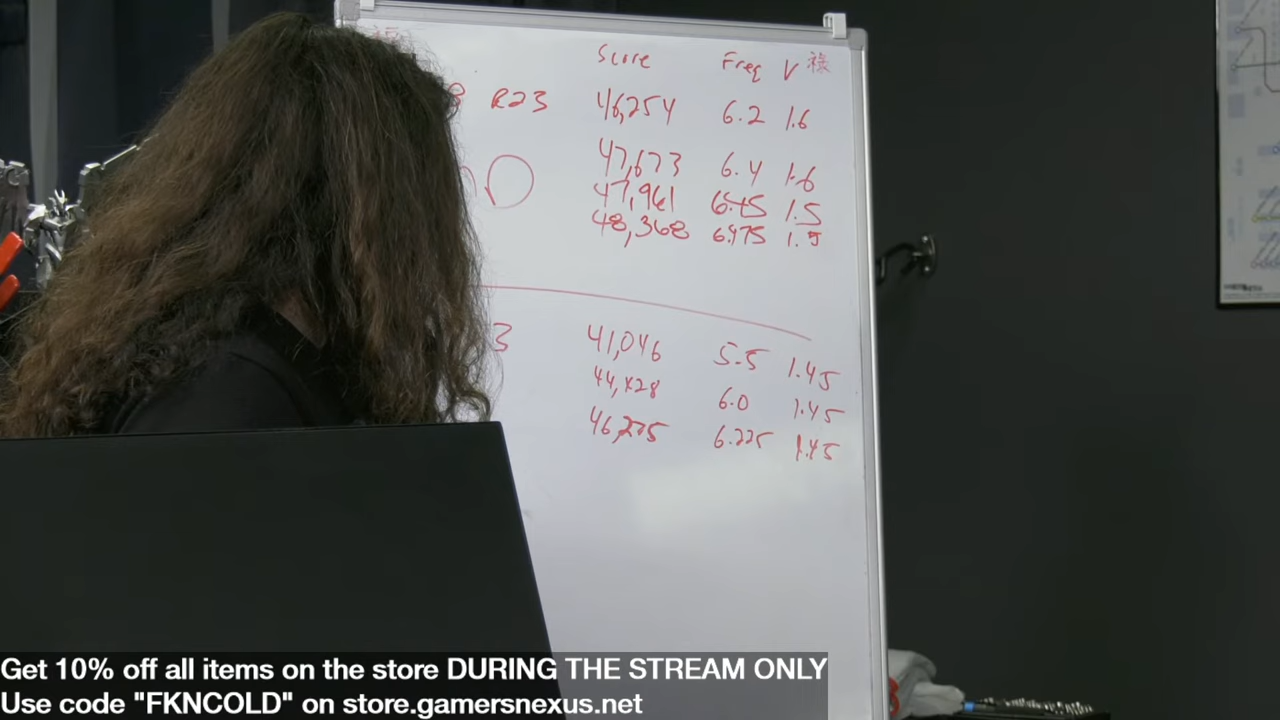 Score Freq V 祿
R23 46,254 6.2 1.6
47,673 6.4 1.6
47,961 6.45 1.5
48,368 6.475 1.5
3 41,046 5.5 1.45
44,428 6.0 1.45
46,275 6.225 1.45
Get 10% off all items on the store DURING THE STREAM ONLY
Use code "FKNCOLD" on store.gamersnexus.net